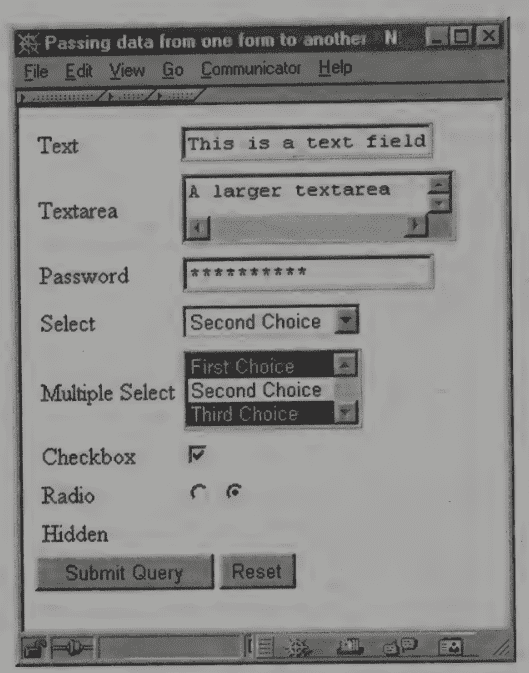 Passing data from one form to another N
File Edit View Go Communicator Help
Text This is a text field
Textarea A larger textarea
Password **********
Select Second Choice
Multiple Select First Choice
Second Choice
Third Choice
Checkbox
Radio
Hidden
Submit Query Reset